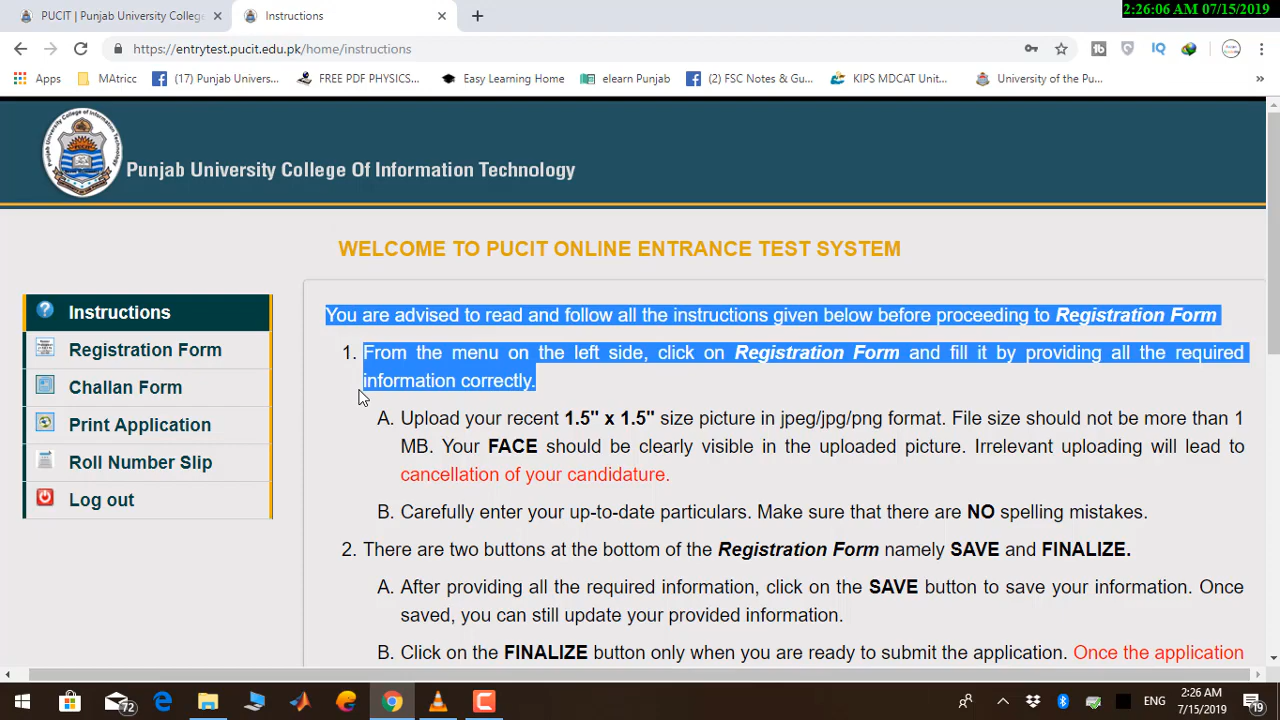 2:26:06 AM 07/15/2019
PUCIT | Punjab University Colleg
Instructions
https://entrytest.pucit.edu.pk/home/instructions
Apps
MAtricc
(17) Punjab Univers...
FREE PDF PHYSICS...
Easy Learning Home
elearn Punjab
(2) FSC Notes & Gu...
KIPS MDCAT Unit...
University of the Pu...
Punjab University College Of Information Technology
WELCOME TO PUCIT ONLINE ENTRANCE TEST SYSTEM
Instructions
Registration Form
Challan Form
Print Application
Roll Number Slip
Log out
You are advised to read and follow all the instructions given below before proceeding to Registration Form
1. From the menu on the left side, click on Registration Form and fill it by providing all the required
information correctly.
A. Upload your recent 1.5" x 1.5" size picture in jpeg/jpg/png format. File size should not be more than 1
MB. Your FACE should be clearly visible in the uploaded picture. Irrelevant uploading will lead to
cancellation of your candidature.
B. Carefully enter your up-to-date particulars. Make sure that there are NO spelling mistakes.
2. There are two buttons at the bottom of the Registration Form namely SAVE and FINALIZE.
A. After providing all the required information, click on the SAVE button to save your information. Once
saved, you can still update your provided information.
B. Click on the FINALIZE button only when you are ready to submit the application. Once the application
72
ENG
2:26 AM
7/15/2019
19